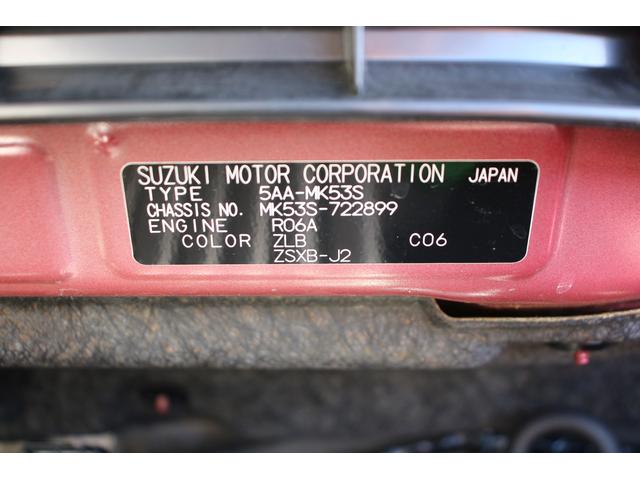 SUZUKI MOTOR CORPORATION JAPAN
TYPE 5AA-MK53S
CHASSIS NO. MK53S-722899
ENGINE R06A
COLOR ZLB C06
ZSXB-J2